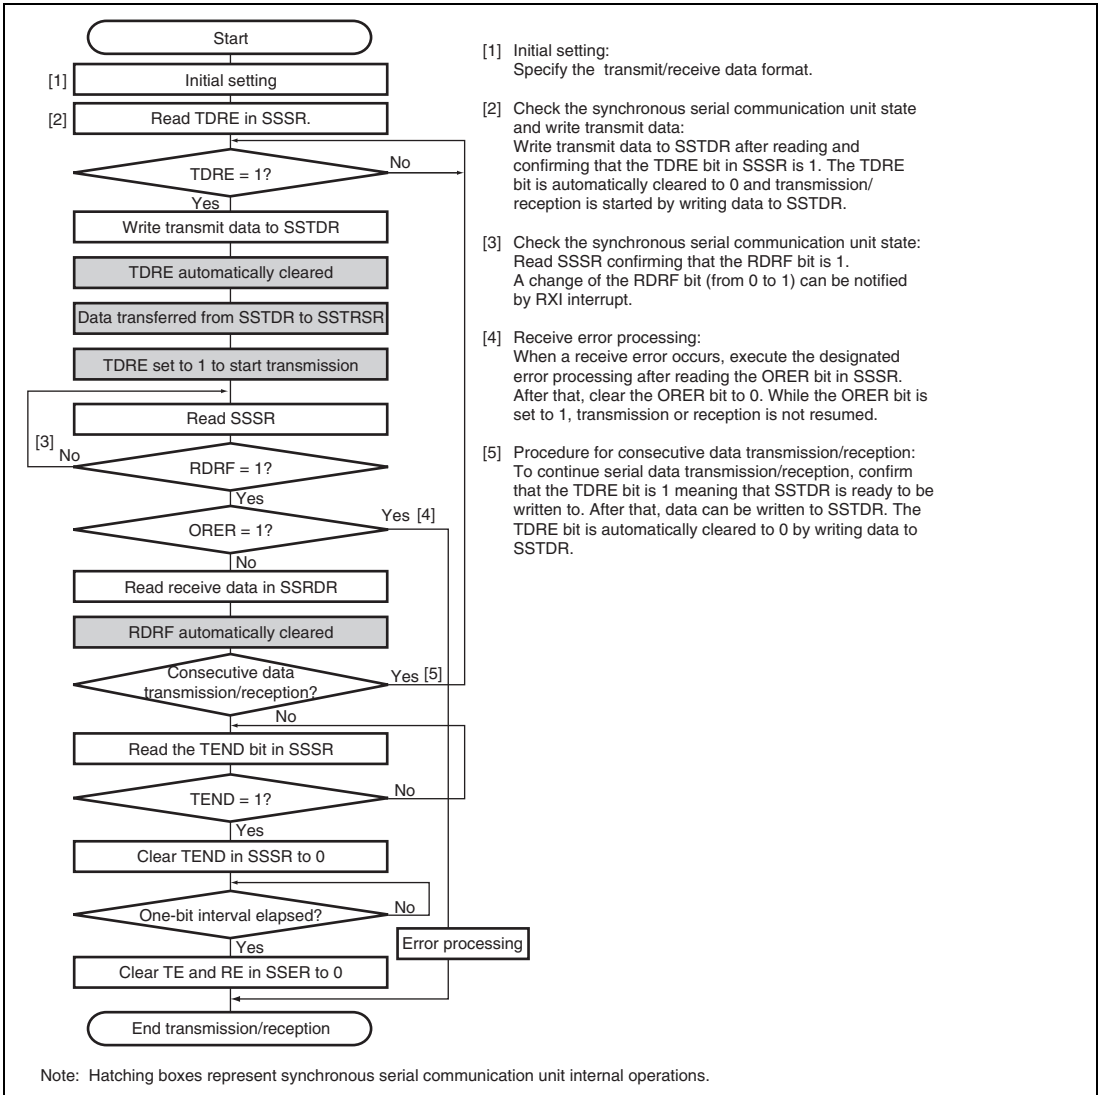 Start
[1] Initial setting
[2] Read TDRE in SSSR.
TDRE = 1?
No
Yes
Write transmit data to SSTDR
TDRE automatically cleared
Data transferred from SSTDR to SSTRSR
TDRE set to 1 to start transmission
Read SSSR
[3]
No
RDRF = 1?
Yes
ORER = 1?
Yes [4]
No
Read receive data in SSRDR
RDRF automatically cleared
Consecutive data
transmission/reception?
Yes [5]
No
Read the TEND bit in SSSR
TEND = 1?
No
Yes
Clear TEND in SSSR to 0
One-bit interval elapsed?
No
Yes
Error processing
Clear TE and RE in SSER to 0
End transmission/reception
[1] Initial setting:
Specify the transmit/receive data format.
[2] Check the synchronous serial communication unit state
and write transmit data:
Write transmit data to SSTDR after reading and
confirming that the TDRE bit in SSSR is 1. The TDRE
bit is automatically cleared to 0 and transmission/
reception is started by writing data to SSTDR.
[3] Check the synchronous serial communication unit state:
Read SSSR confirming that the RDRF bit is 1.
A change of the RDRF bit (from 0 to 1) can be notified
by RXI interrupt.
[4] Receive error processing:
When a receive error occurs, execute the designated
error processing after reading the ORER bit in SSSR.
After that, clear the ORER bit to 0. While the ORER bit is
set to 1, transmission or reception is not resumed.
[5] Procedure for consecutive data transmission/reception:
To continue serial data transmission/reception, confirm
that the TDRE bit is 1 meaning that SSTDR is ready to be
written to. After that, data can be written to SSTDR. The
TDRE bit is automatically cleared to 0 by writing data to
SSTDR.
Note: Hatching boxes represent synchronous serial communication unit internal operations.